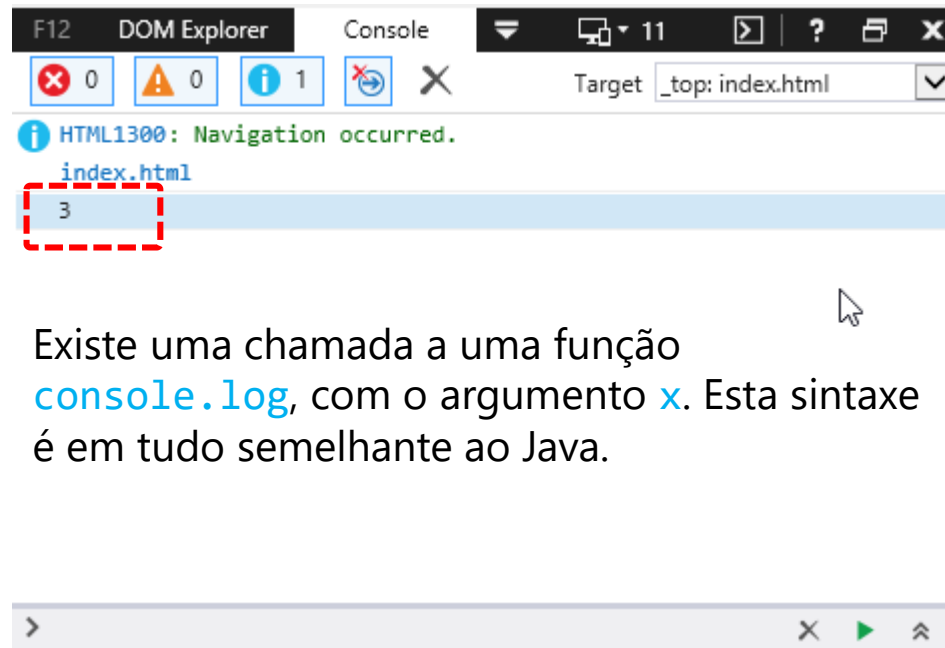 F12 DOM Explorer Console 11 ?
0 0 1 Target _top: index.html
HTML1300: Navigation occurred.
index.html
3
Existe uma chamada a uma função
console.log, com o argumento x. Esta sintaxe
é em tudo semelhante ao Java.